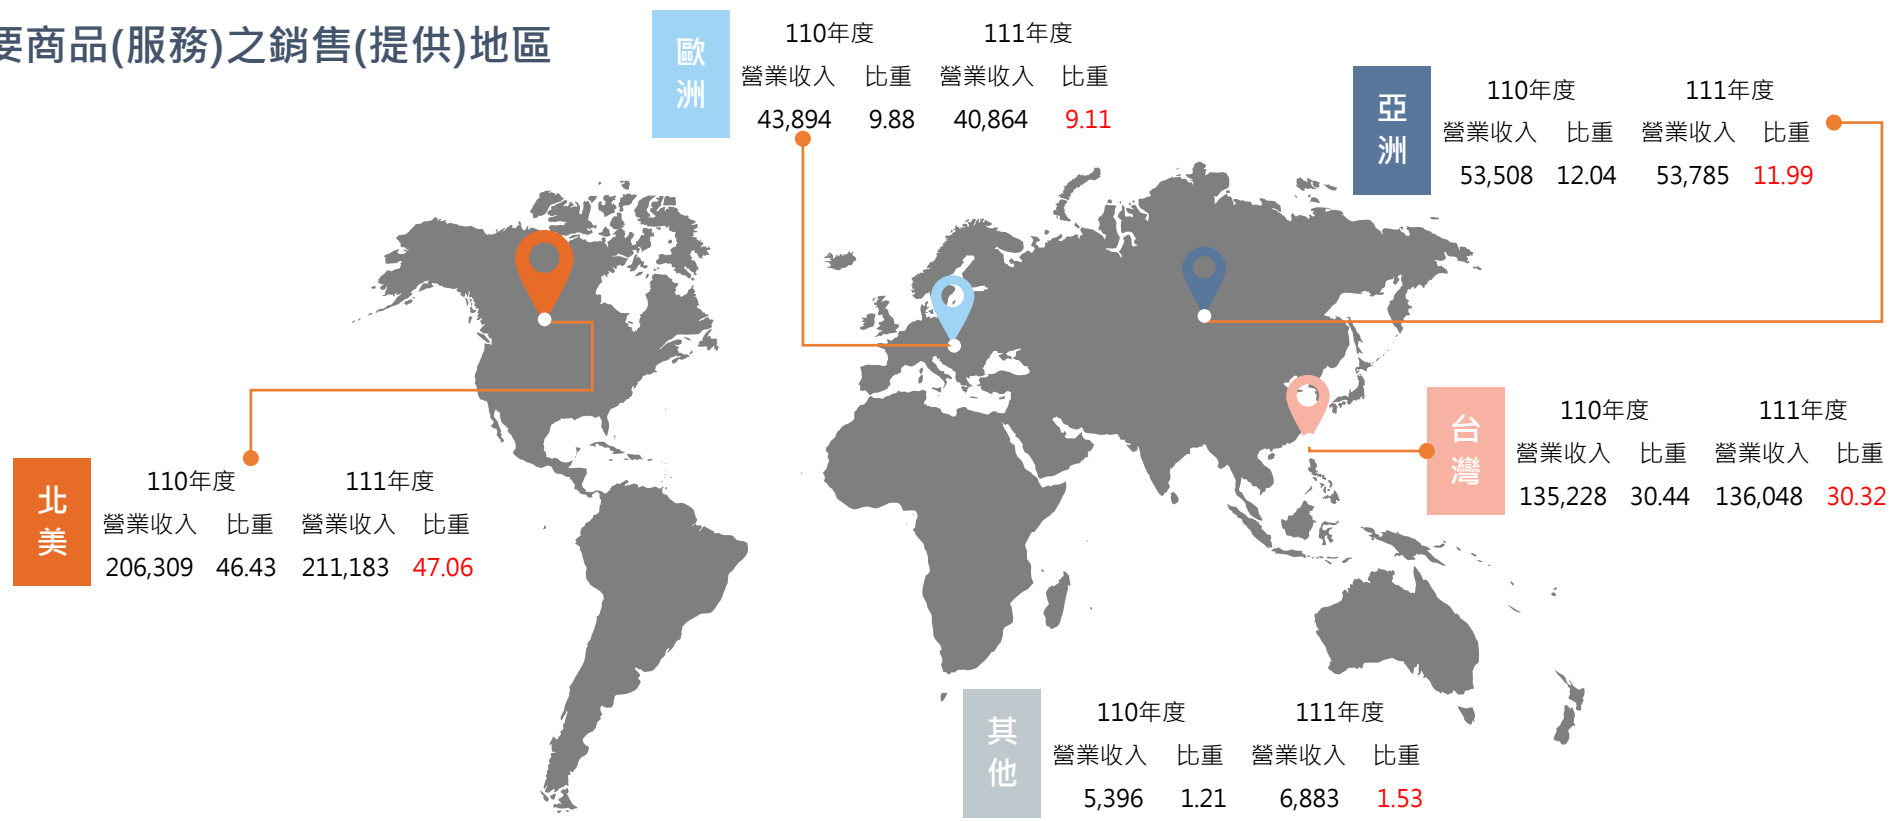 要商品(服務)之銷售(提供)地區
歐洲
110年度 111年度
營業收入 比重 營業收入 比重
43,894 9.88 40,864 9.11
亞洲
110年度 111年度
營業收入 比重 營業收入 比重
53,508 12.04 53,785 11.99
台灣
110年度 111年度
營業收入 比重 營業收入 比重
135,228 30.44 136,048 30.32
北美
110年度 111年度
營業收入 比重 營業收入 比重
206,309 46.43 211,183 47.06
其他
110年度 111年度
營業收入 比重 營業收入 比重
5,396 1.21 6,883 1.53